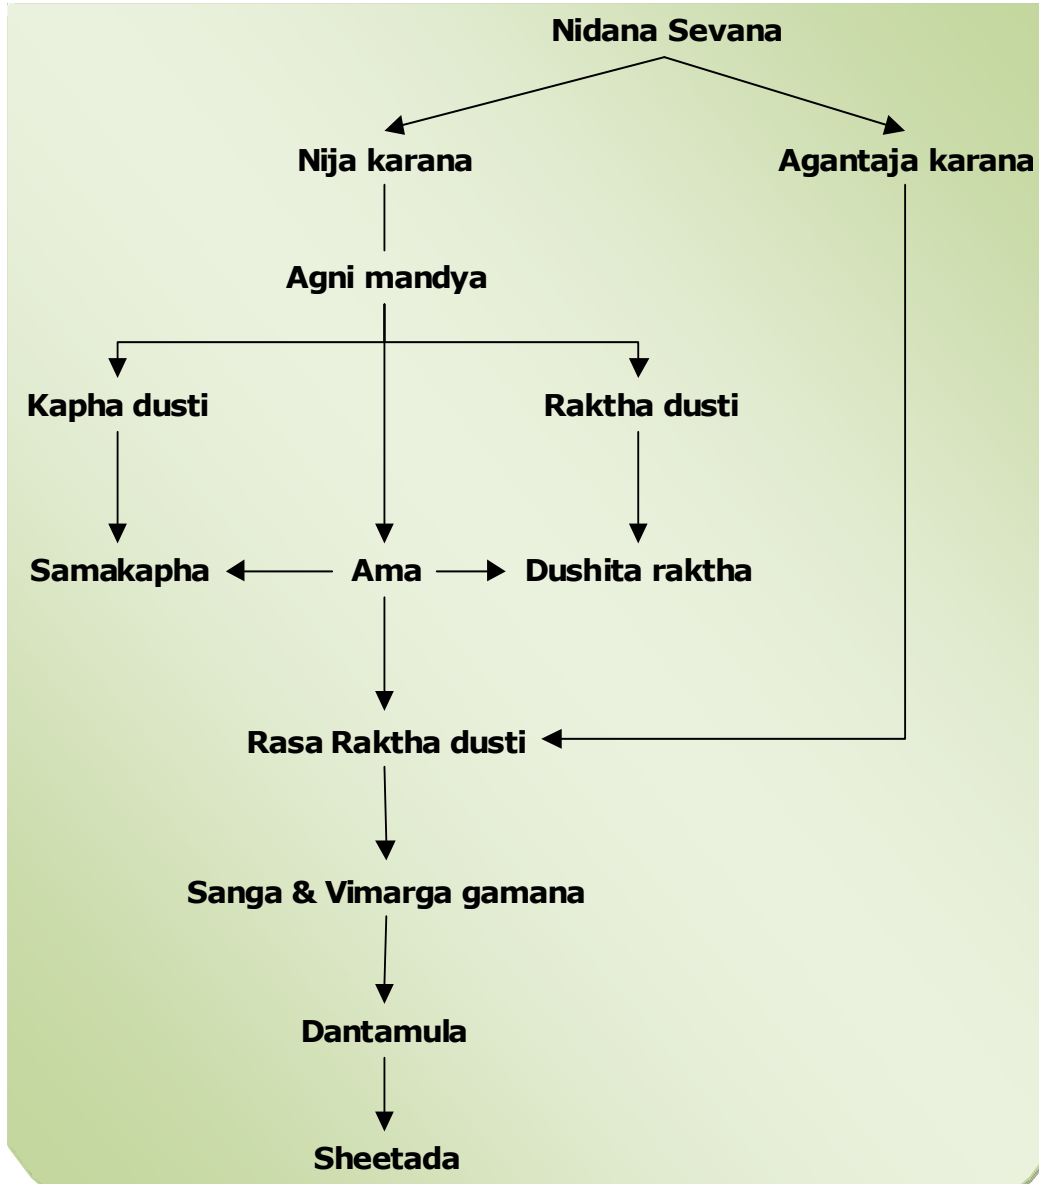 Nidana Sevana
Nija karana
Agantaja karana
Agni mandya
Kapha dusti
Raktha dusti
Samakapha
Ama
Dushita raktha
Rasa Raktha dusti
Sanga & Vimarga gamana
Dantamula
Sheetada